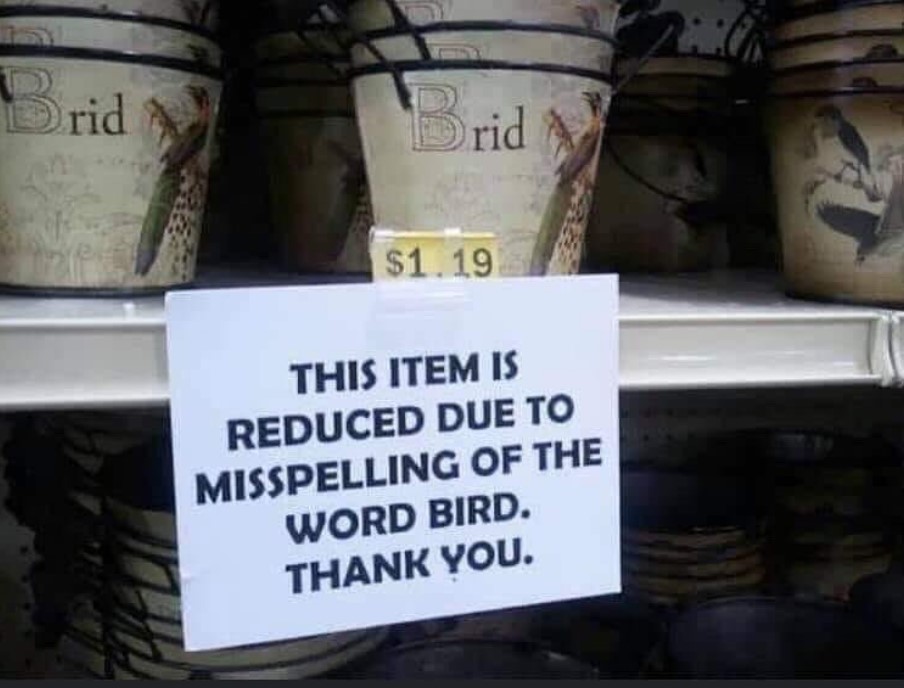 Brid
Brid
$1.19
THIS ITEM IS
REDUCED DUE TO
MISSPELLING OF THE
WORD BIRD.
THANK YOU.